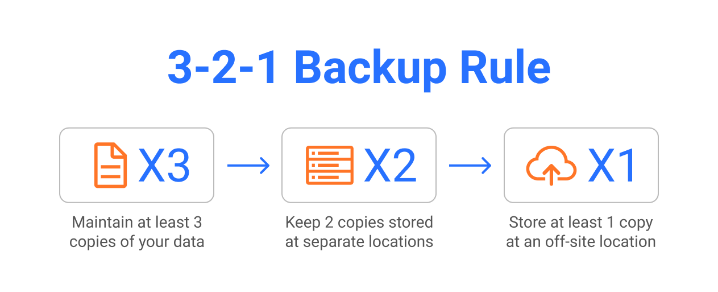 3-2-1 Backup Rule
X3
X2
X1
Maintain at least 3
copies of your data
Keep 2 copies stored
at separate locations
Store at least 1 copy
at an off-site location